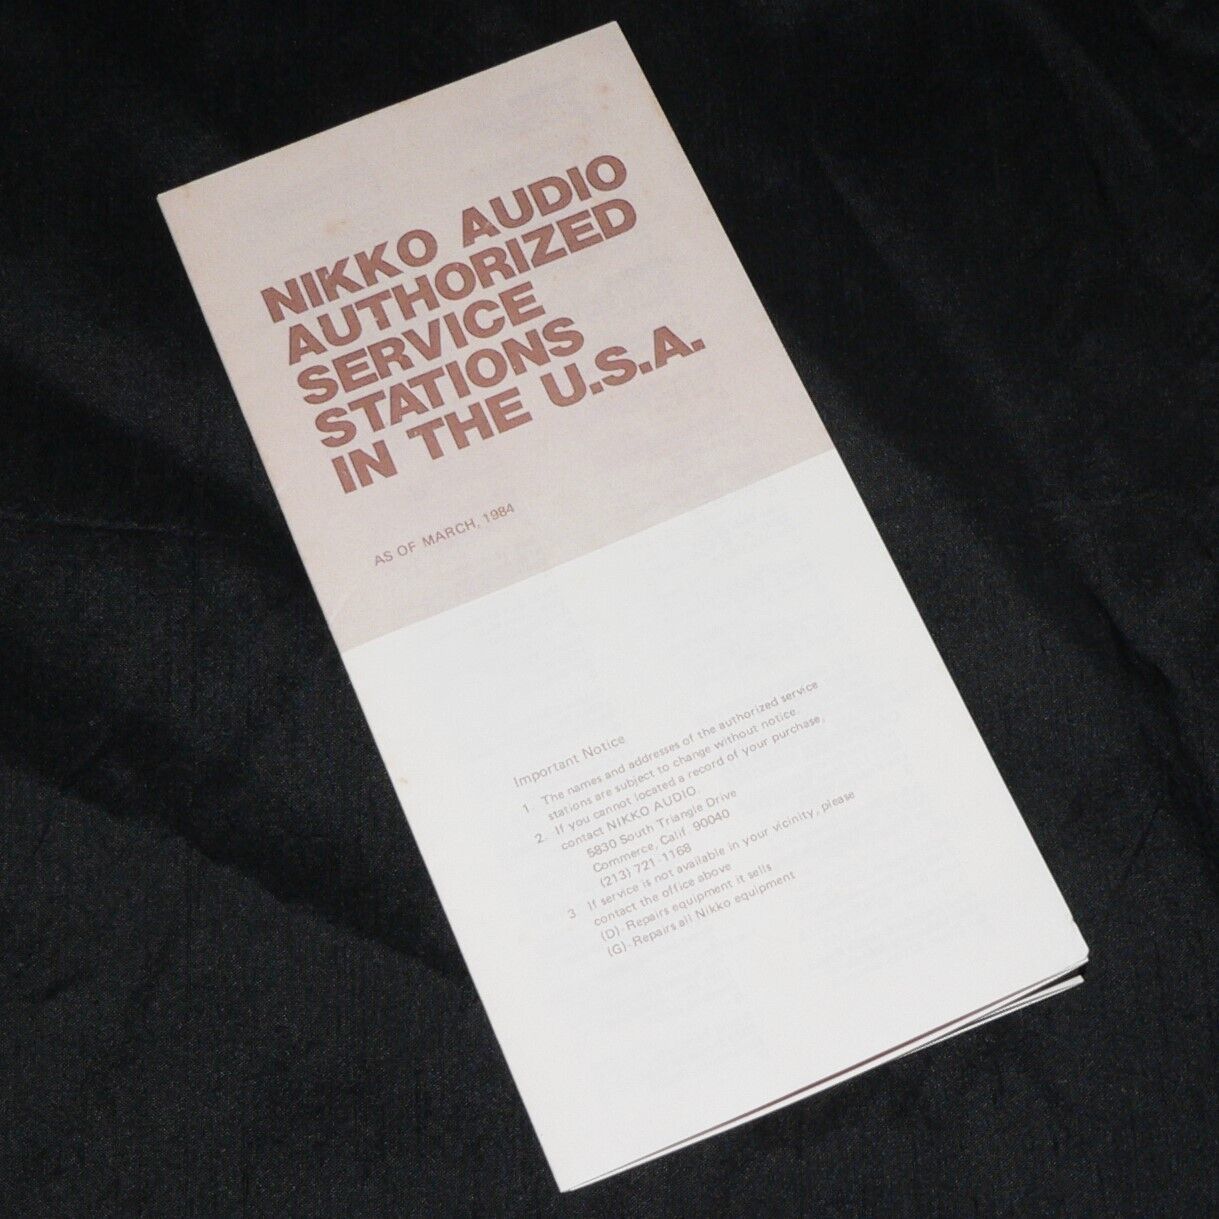 NIKKO AUDIO
AUTHORIZED
SERVICE
STATIONS
IN THE U.S.A.
AS OF MARCH, 1984
Important Notice
1. The names and addresses of the authorized service
stations are subject to change without notice.
2. If you cannot located a record of your purchase,
contact NIKKO AUDIO.
5830 South Triangle Drive
Commerce, Calif. 90040
(213) 721-1168
3 If service is not available in your vicinity, please
contact the office above
(D)-Repairs equipment it sells
(G)-Repairs all Nikko equipment